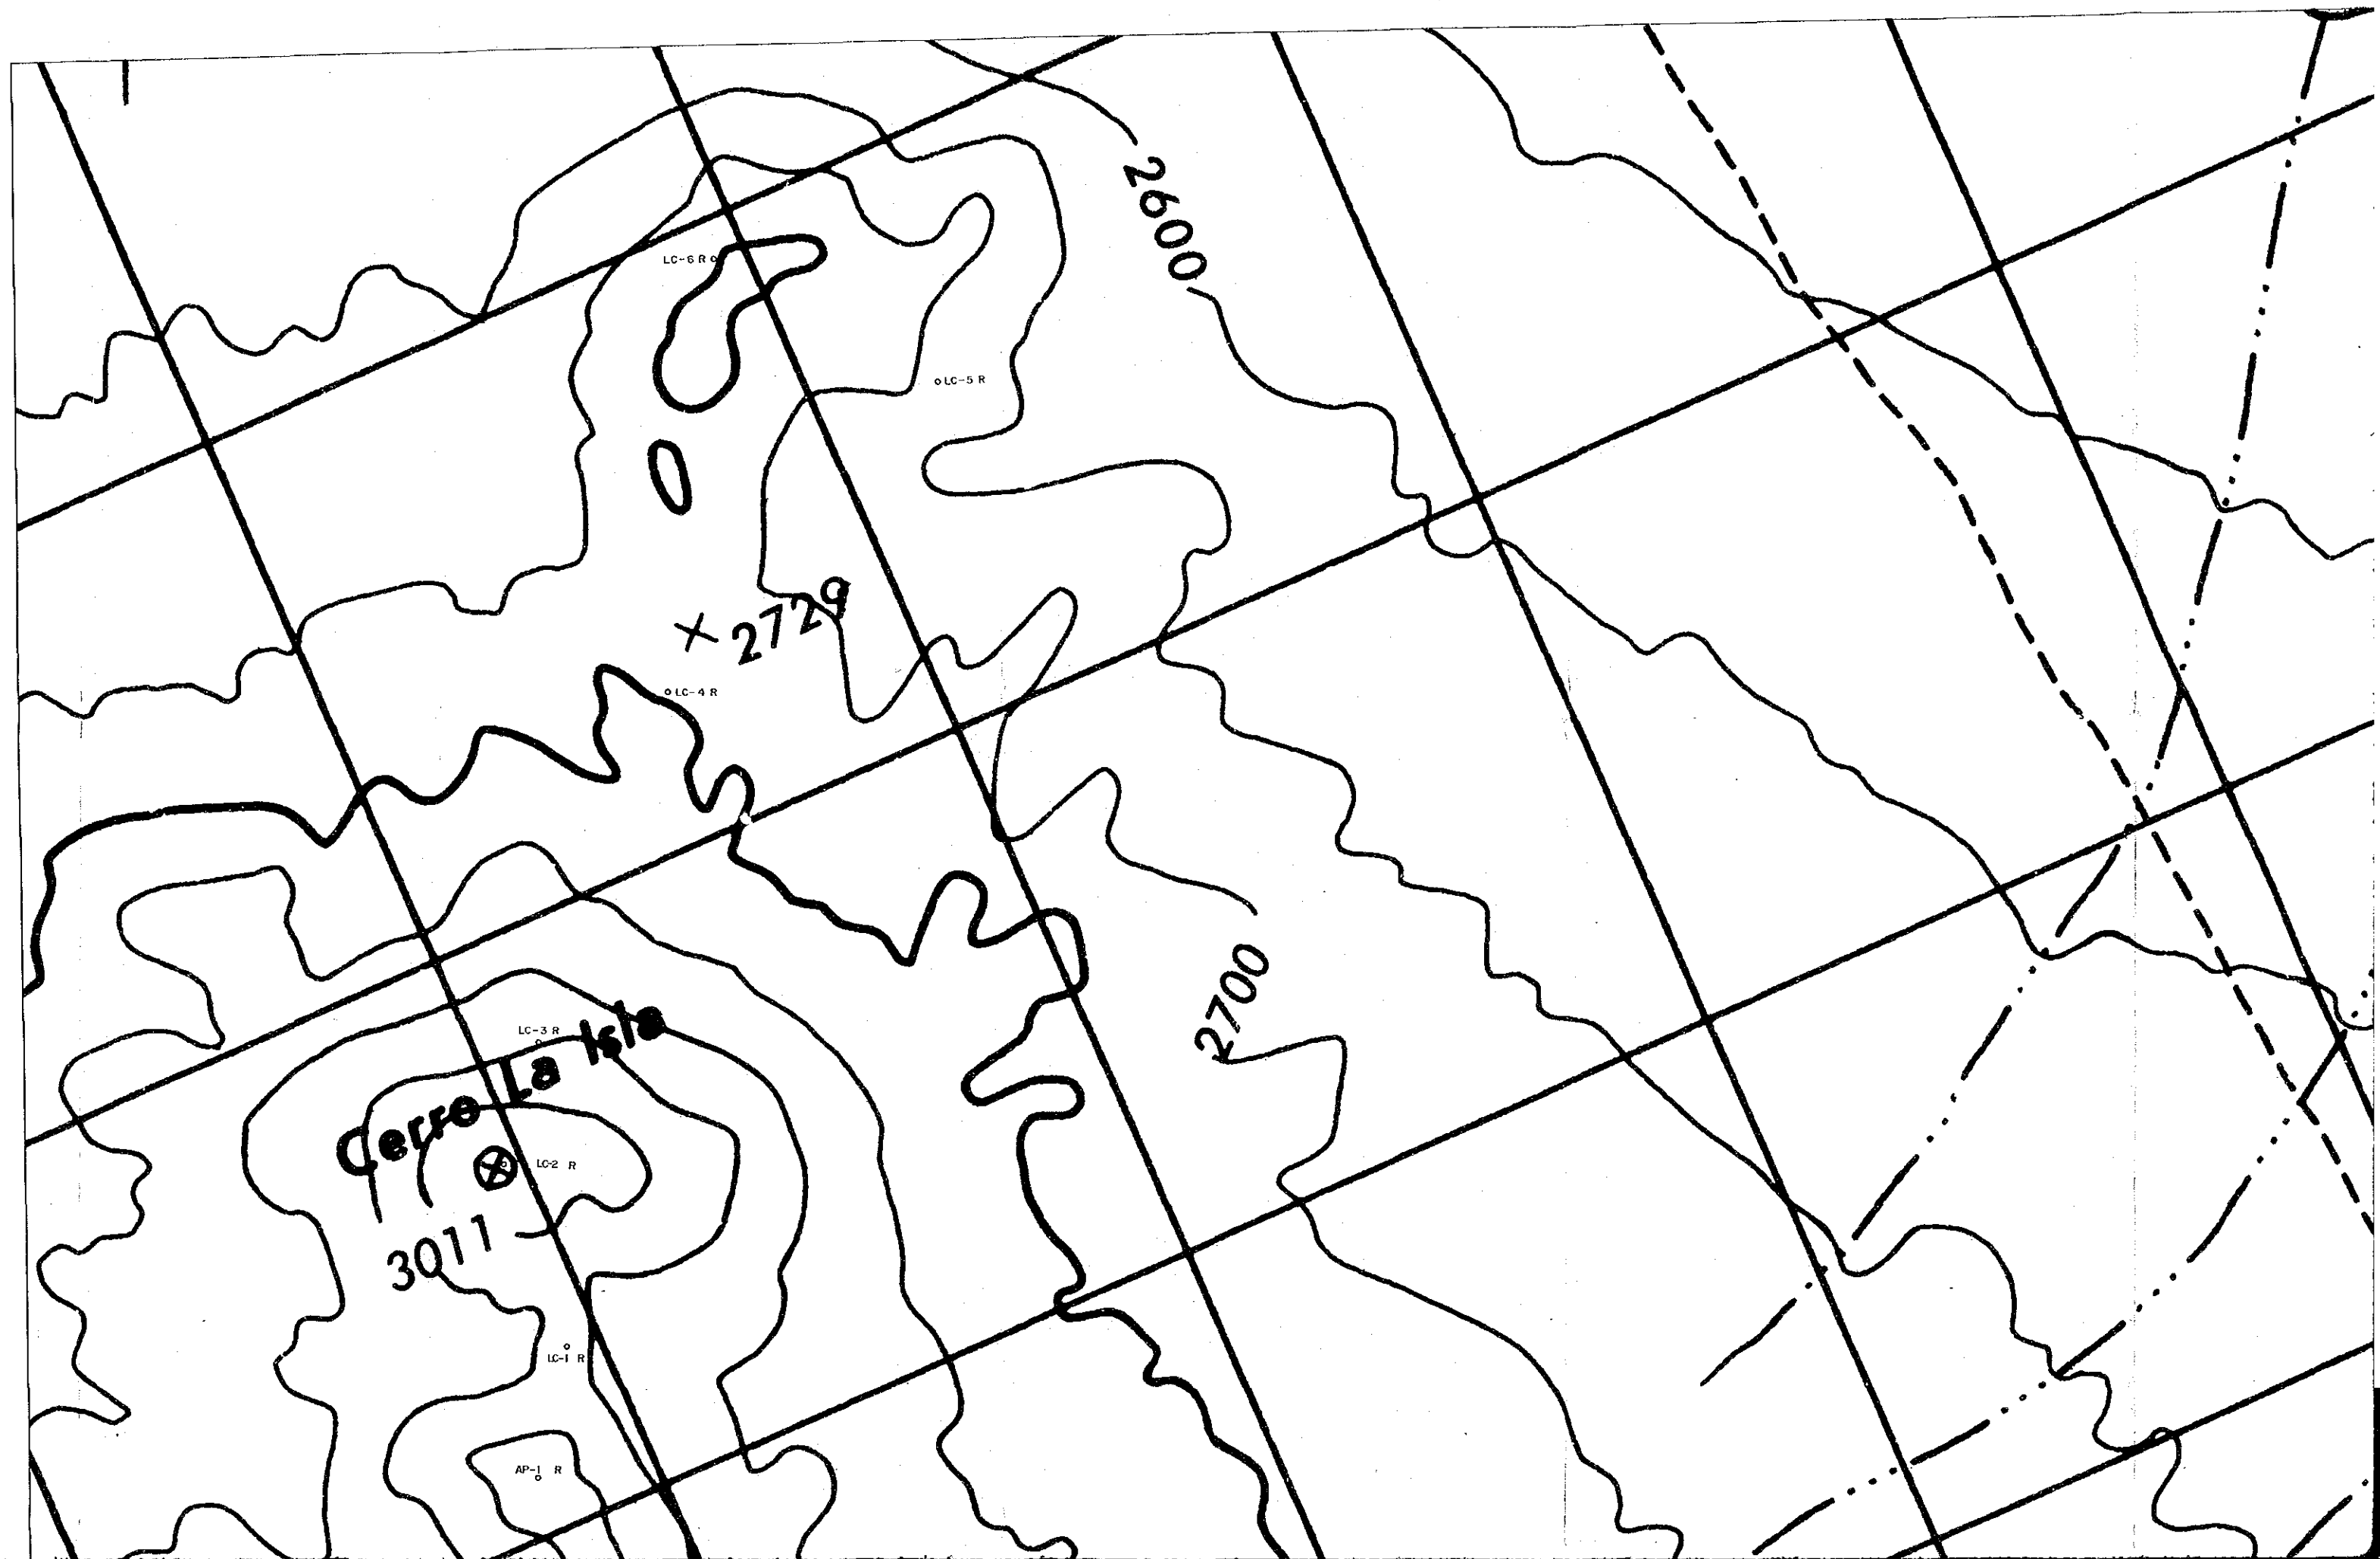 2600
LC-6 R
LC-5 R
2729
LC-4 R
2700
LC-3 R
Cerro La Isla
LC-2 R
3011
LC-1 R
AP-1 R